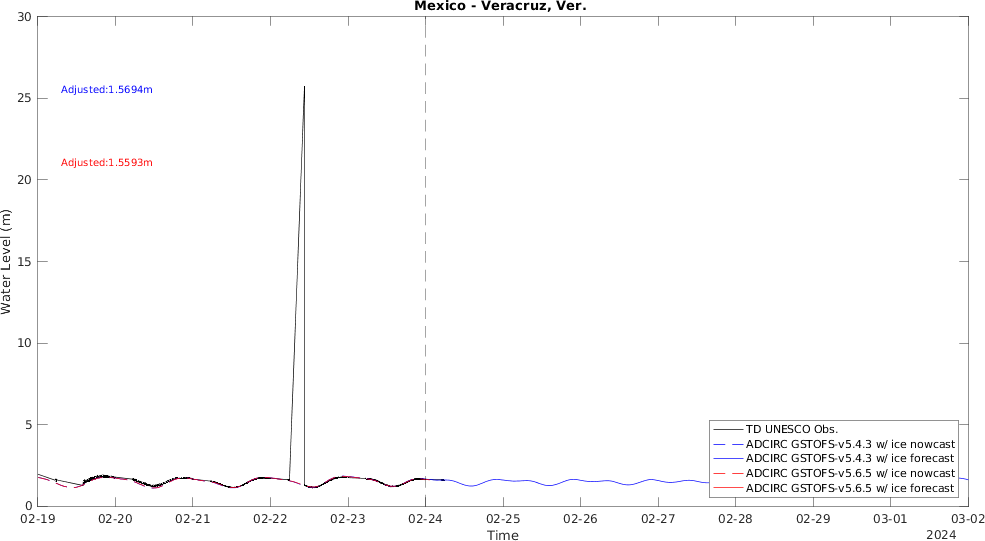 Mexico - Veracruz, Ver.
30
25
20
15
10
5
0
Water Level (m)
Adjusted:1.5694m
Adjusted:1.5593m
TD UNESCO Obs.
ADCIRC GSTOFS-v5.4.3 w/ ice nowcast
ADCIRC GSTOFS-v5.4.3 w/ ice forecast
ADCIRC GSTOFS-v5.6.5 w/ ice nowcast
ADCIRC GSTOFS-v5.6.5 w/ ice forecast
02-19 02-20 02-21 02-22 02-23 02-24 02-25 02-26 02-27 02-28 02-29 03-01 03-02
Time
2024